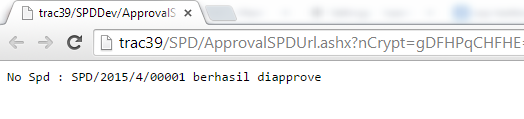 trac39/SPDDev/ApprovalS
trac39/SPD/ApprovalSPDUrl.ashx?nCrypt=gDFHPqCHFHE=
No Spd : SPD/2015/4/00001 berhasil diapprove